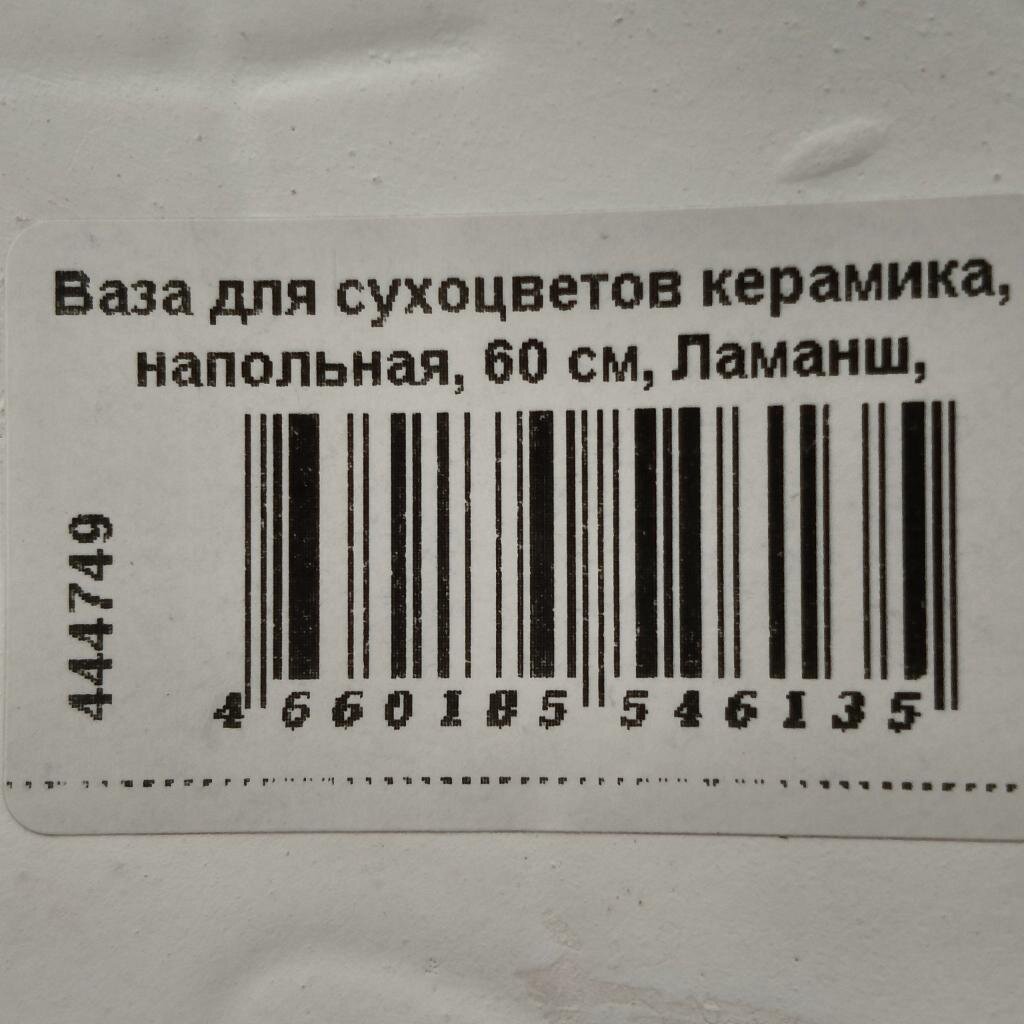 Ваза для сухоцветов керамика,
напольная, 60 см, Ламанш,
444749
4 660185 546135